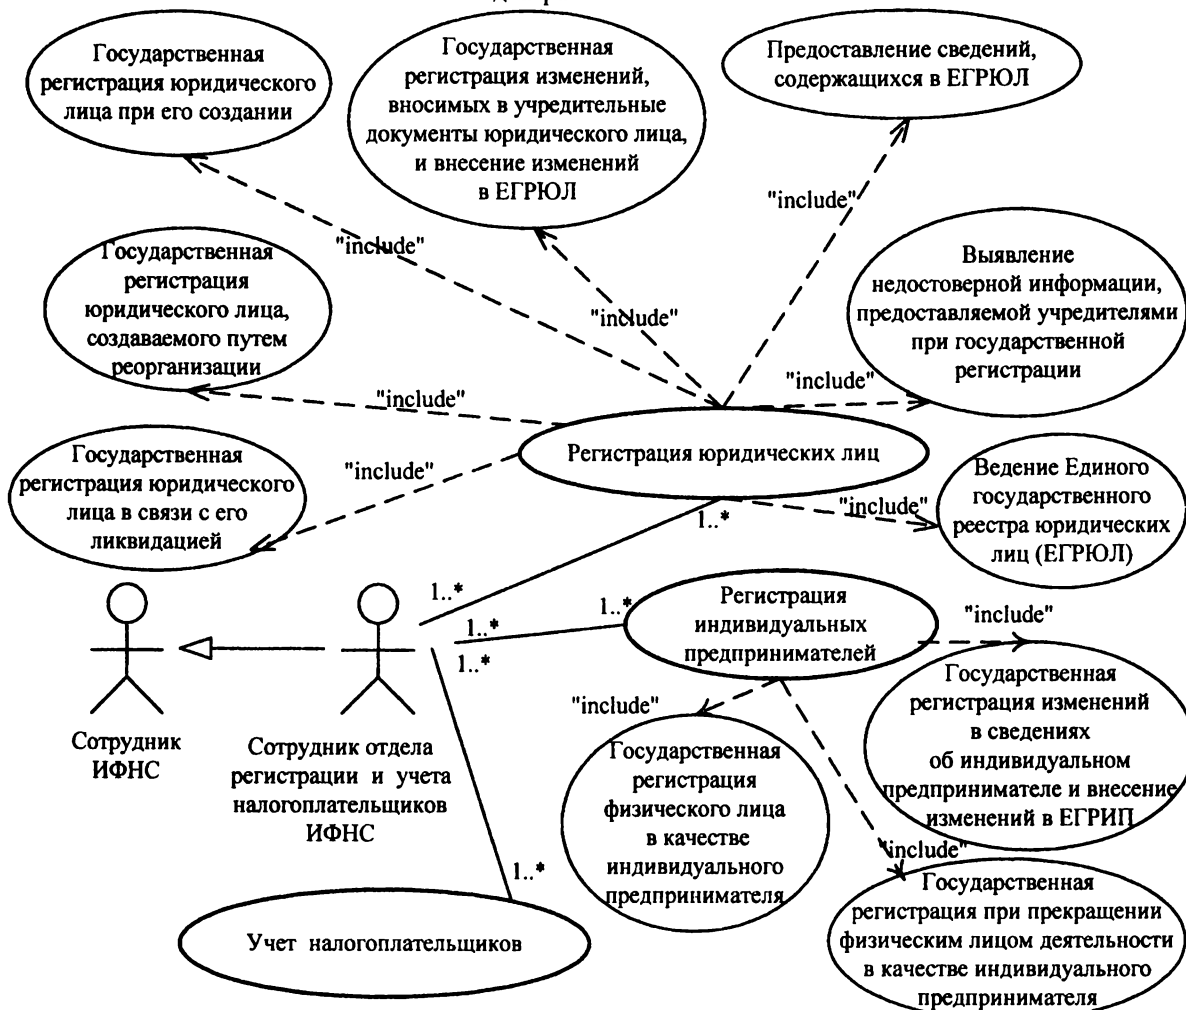 Государственная
регистрация юридического
лица при его создании
Государственная
регистрация изменений,
вносимых в учредительные
документы юридического лица,
и внесение изменений
в ЕГРЮЛ
Предоставление сведений,
содержащихся в ЕГРЮЛ
"include"
"include"
"include"
Государственная
регистрация
юридического лица,
создаваемого путем
реорганизации
Выявление
недостоверной информации,
предоставляемой учредителями
при государственной
регистрации
"include"
"include"
Регистрация юридических лиц
Государственная
регистрация юридического
лица в связи с его
ликвидацией
"include"
"include"
Ведение Единого
государственного
реестра юридических
лиц (ЕГРЮЛ)
1..*
1..*
1..*
1..*
1..*
Регистрация
индивидуальных
предпринимателей
"include"
Государственная
регистрация изменений
в сведениях
об индивидуальном
предпринимателе и внесение
изменений в ЕГРИП
"include"
Государственная
регистрация
физического лица
в качестве
индивидуального
предпринимателя
Сотрудник
ИФНС
Сотрудник отдела
регистрации и учета
налогоплательщиков
ИФНС
"include"
Государственная
регистрация при прекращении
физическим лицом деятельности
в качестве индивидуального
предпринимателя
1..*
Учет налогоплательщиков